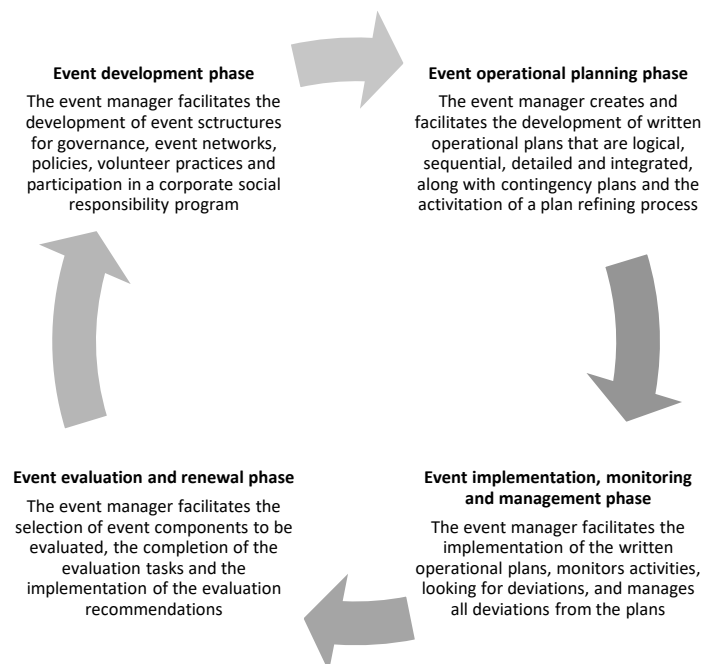 Event development phase
The event manager facilitates the
development of event sctructures
for governance, event networks,
policies, volunteer practices and
participation in a corporate social
responsibility program
Event operational planning phase
The event manager creates and
facilitates the development of written
operational plans that are logical,
sequential, detailed and integrated,
along with contingency plans and the
activitation of a plan refining process
Event evaluation and renewal phase
The event manager facilitates the
selection of event components to be
evaluated, the completion of the
evaluation tasks and the
implementation of the evaluation
recommendations
Event implementation, monitoring
and management phase
The event manager facilitates the
implementation of the written
operational plans, monitors activities,
looking for deviations, and manages
all deviations from the plans